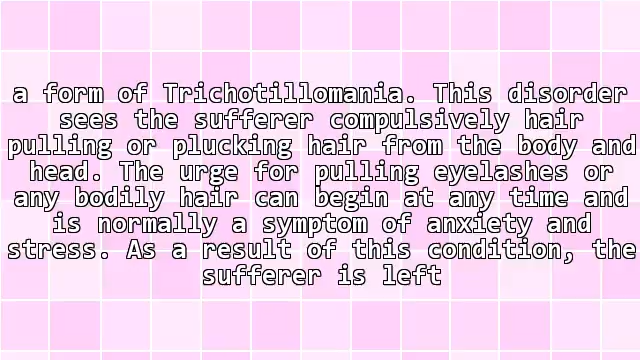 a form of Trichotillomania. This disorder
sees the sufferer compulsively hair
pulling or plucking hair from the body and
head. The urge for pulling eyelashes or
any bodily hair can begin at any time and
is normally a symptom of anxiety and
stress. As a result of this condition, the
sufferer is left